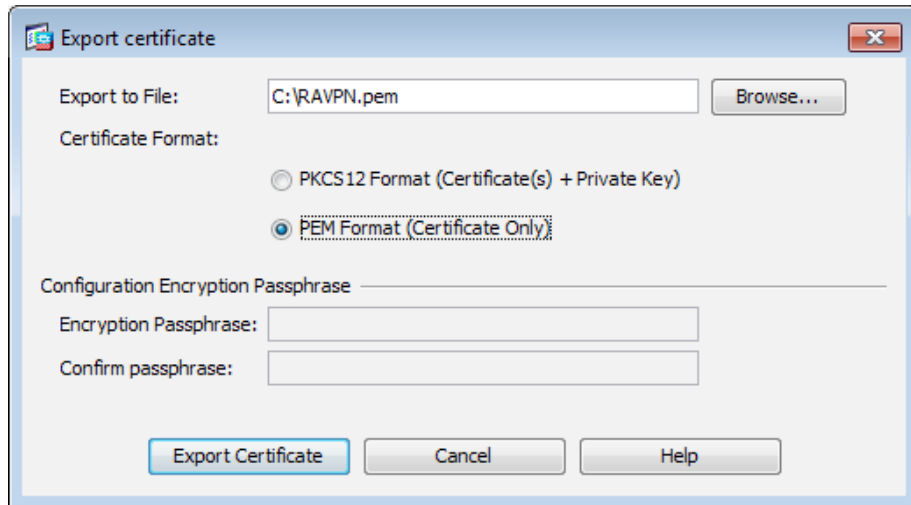 Export certificate
Export to File: C:\RAVPN.pem Browse...
Certificate Format:
PKCS12 Format (Certificate(s) + Private Key)
PEM Format (Certificate Only)
Configuration Encryption Passphrase
Encryption Passphrase:
Confirm passphrase:
Export Certificate Cancel Help